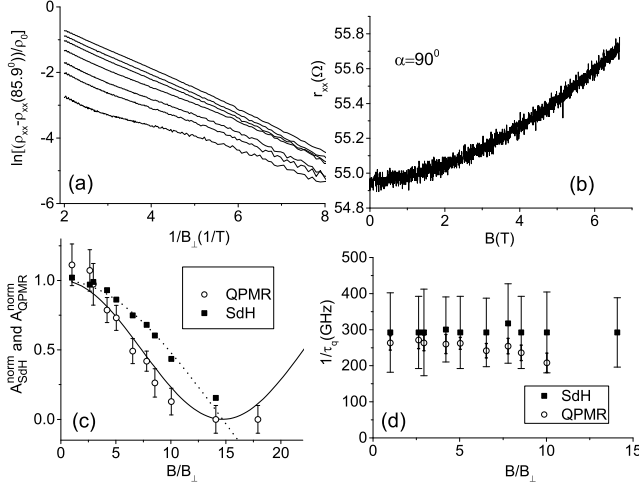 ln[(ρxx-ρxx(85.9⁰))/ρ0]
0
-2
-4
-6
2 4 6 8
1/B⊥(1/T)
(a)
rxx(Ω)
55.8
55.6
55.4
55.2
55.0
54.8
α=90⁰
0 2 4 6
B(T)
(b)
A^norm_SdH and A^norm_QPMR
1.0
0.5
0.0
QPMR
SdH
0 5 10 15 20
B/B⊥
(c)
1/τq(GHz)
500
400
300
200
100
0
SdH
QPMR
0 5 10 15
B/B⊥
(d)